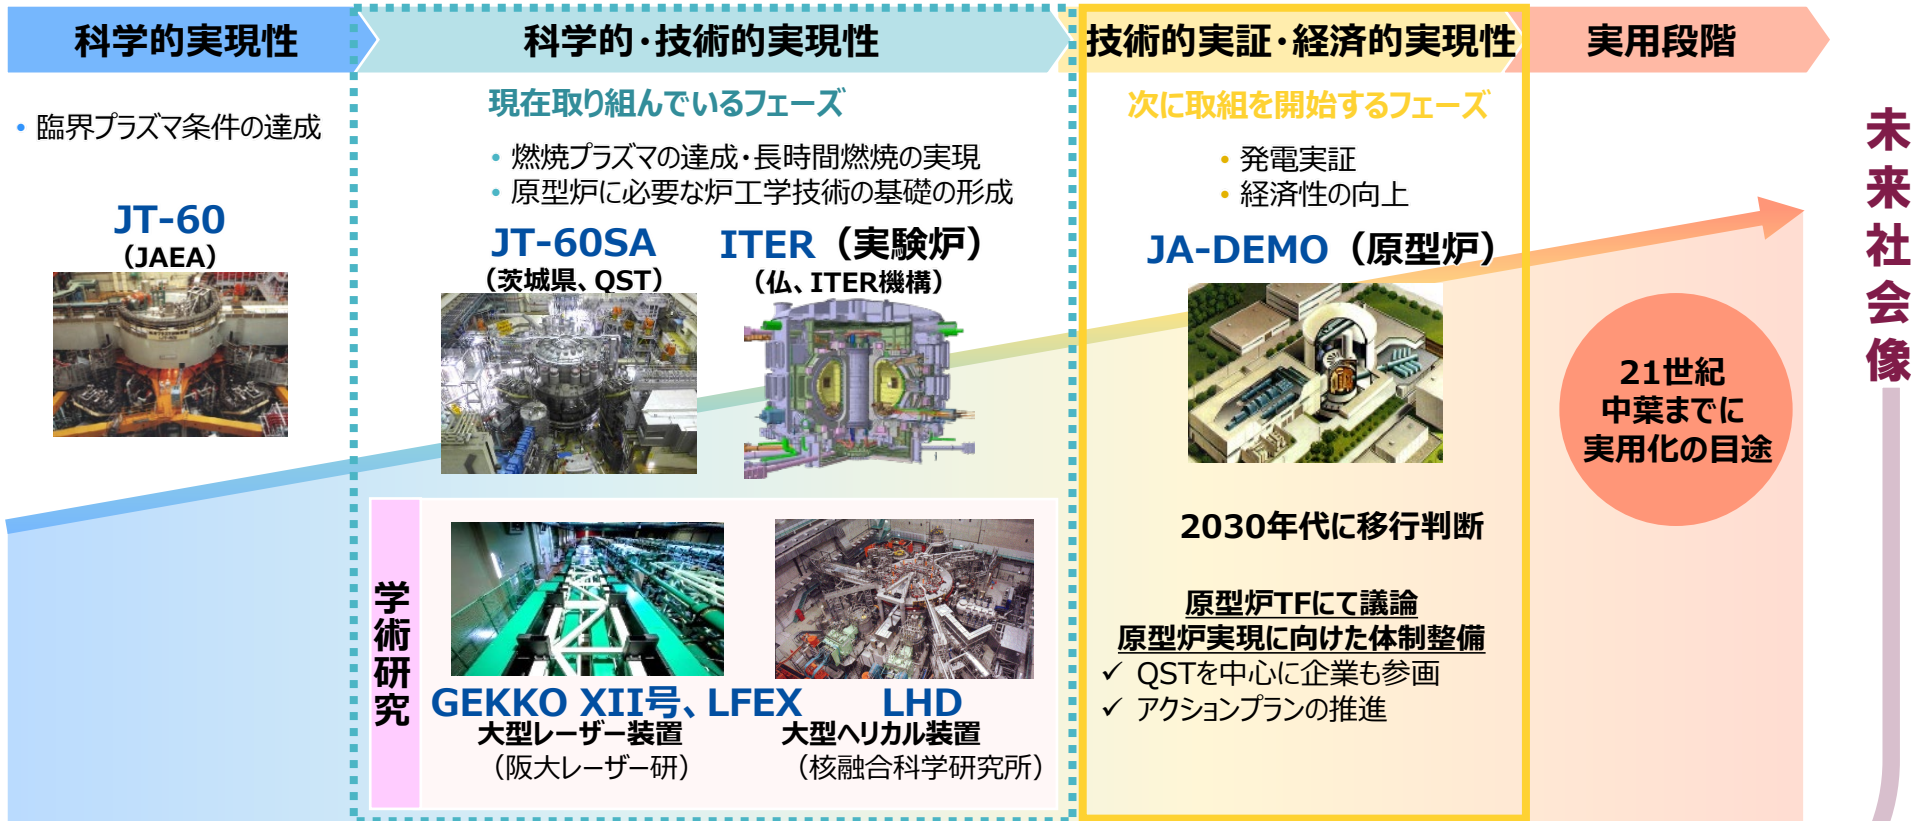 科学的実現性
科学的・技術的実現性
技術的実証・経済的実現性
実用段階
・臨界プラズマ条件の達成
JT-60
（JAEA）
現在取り組んでいるフェーズ
・燃焼プラズマの達成・長時間燃焼の実現
・原型炉に必要な炉工学技術の基礎の形成
JT-60SA
（茨城県、QST）
ITER（実験炉）
（仏、ITER機構）
学術研究
GEKKO XII号、LFEX
大型レーザー装置
（阪大レーザー研）
LHD
大型ヘリカル装置
（核融合科学研究所）
次に取組を開始するフェーズ
・発電実証
・経済性の向上
JA-DEMO（原型炉）
2030年代に移行判断
原型炉TFにて議論
原型炉実現に向けた体制整備
✓ QSTを中心に企業も参画
✓ アクションプランの推進
21世紀
中葉までに
実用化の目途
未来社会像